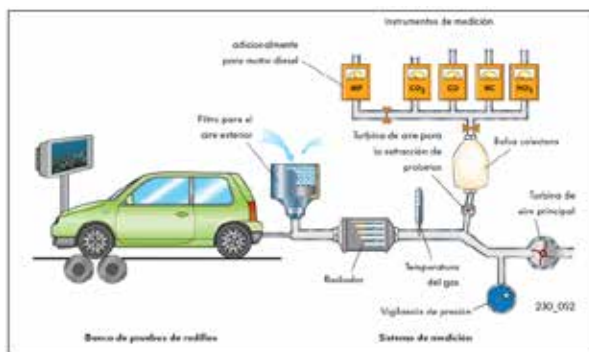 Instrumentos de medición
adicionalmente
para motor diesel
MP
CO₂
CO
HC
NOₓ
Filtro para el
aire exterior
Turbina de aire para
la extracción de
probetas
Bolsa colectora
Turbina de
aire principal
Radiador
Temperatura
del gas
Vigilancia de presión
230_052
Banco de pruebas de rodillos
Sistema de medición